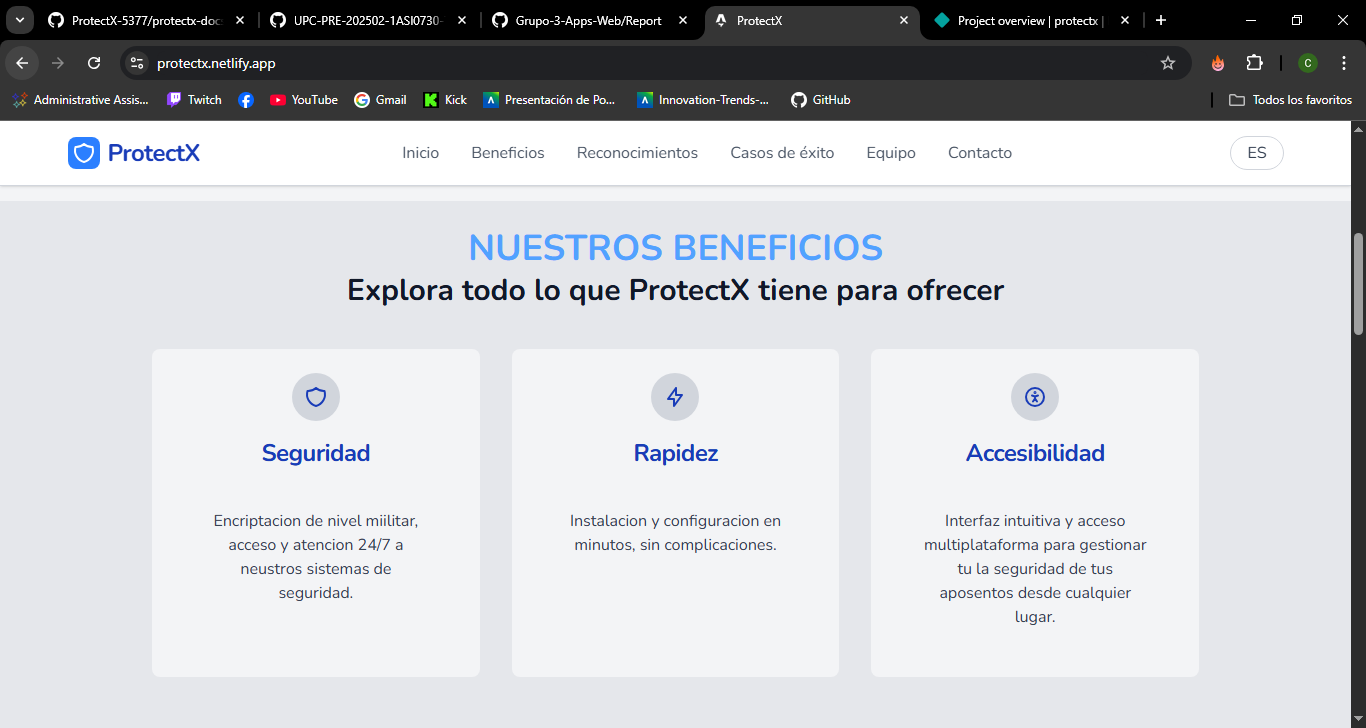 ProtectX-5377/protectx-doc
UPC-PRE-202502-1ASI0730-
Grupo-3-Apps-Web/Report
ProtectX
Project overview | protectx |
protectx.netlify.app
C
Administrative Assis...
Twitch
YouTube
Gmail
Kick
Presentación de Po...
Innovation-Trends-...
GitHub
Todos los favoritos
ProtectX
Inicio
Beneficios
Reconocimientos
Casos de éxito
Equipo
Contacto
ES
NUESTROS BENEFICIOS
Explora todo lo que ProtectX tiene para ofrecer
Seguridad
Encriptacion de nivel miilitar,
acceso y atencion 24/7 a
neustros sistemas de
seguridad.
Rapidez
Instalacion y configuracion en
minutos, sin complicaciones.
Accesibilidad
Interfaz intuitiva y acceso
multiplataforma para gestionar
tu la seguridad de tus
aposentos desde cualquier
lugar.